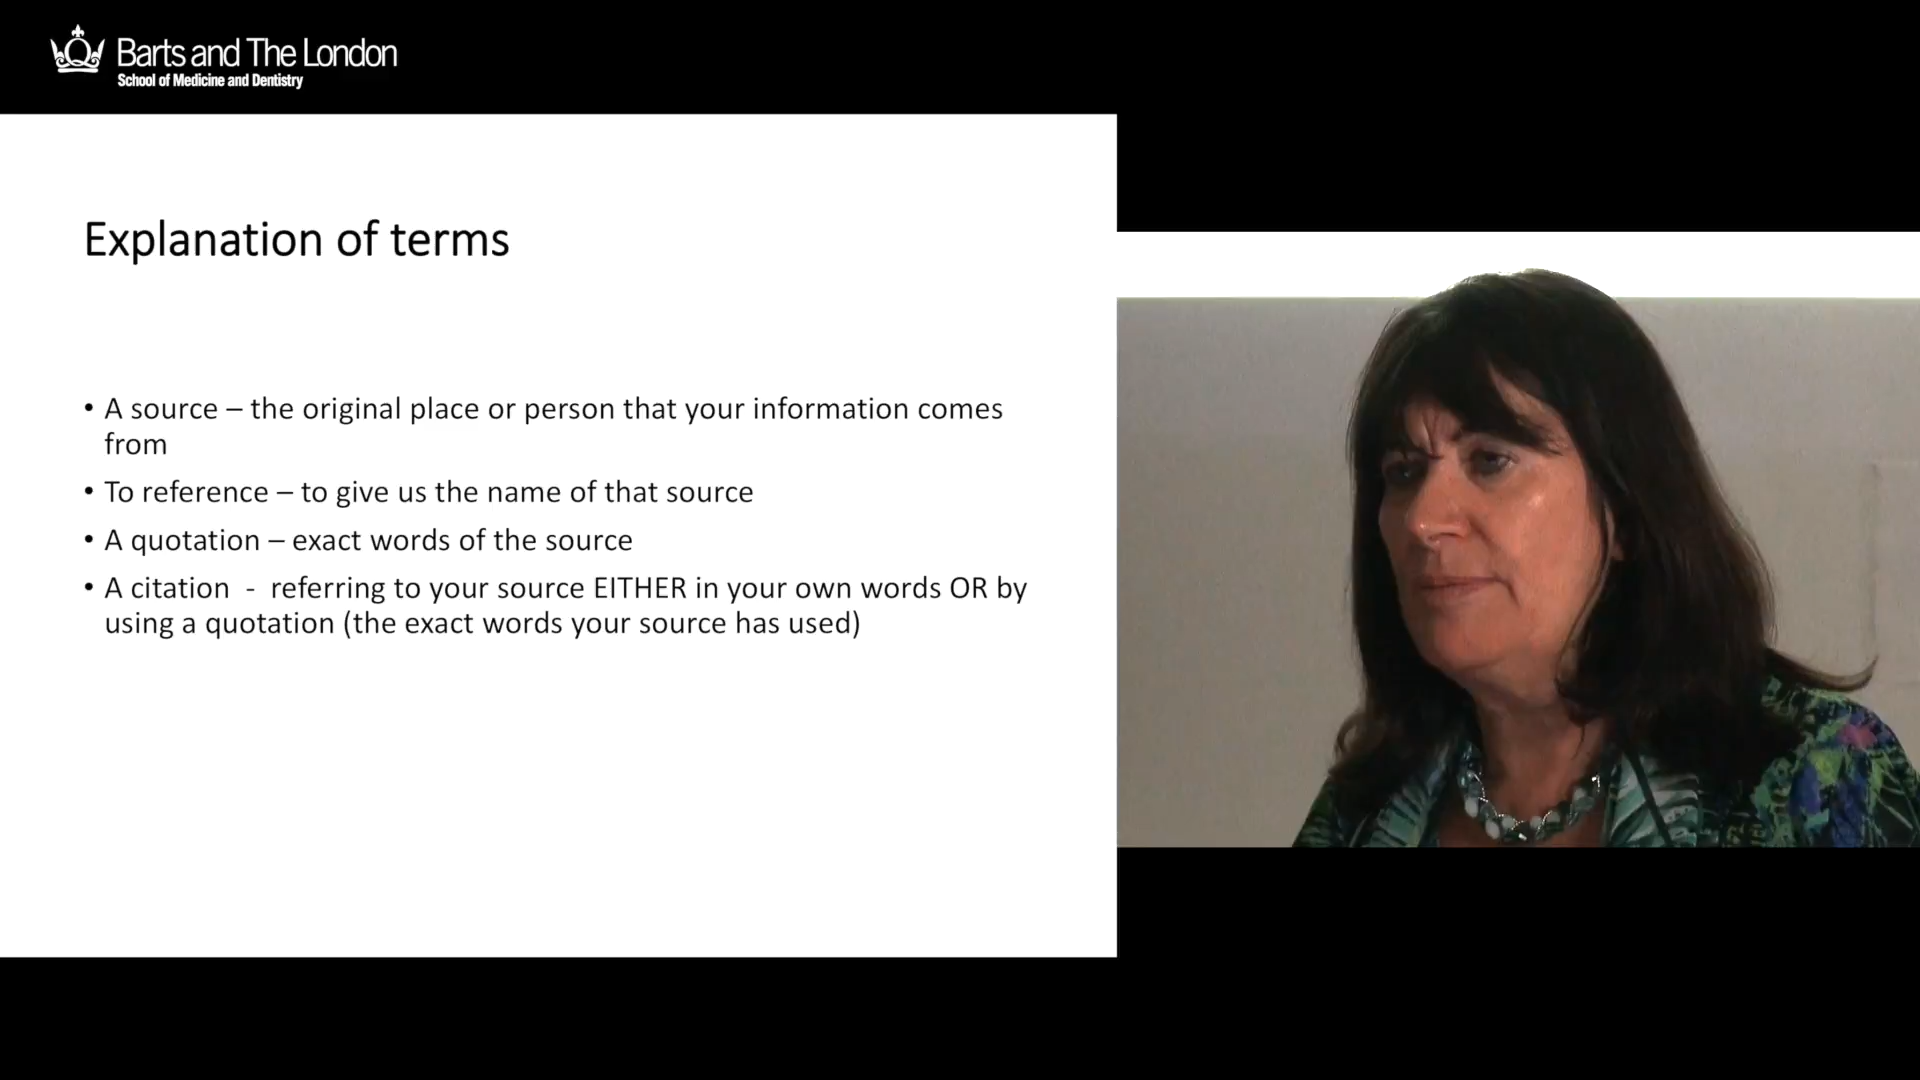 Barts and The London
School of Medicine and Dentistry
Explanation of terms
• A source – the original place or person that your information comes
from
• To reference – to give us the name of that source
• A quotation – exact words of the source
• A citation  -  referring to your source EITHER in your own words OR by
using a quotation (the exact words your source has used)